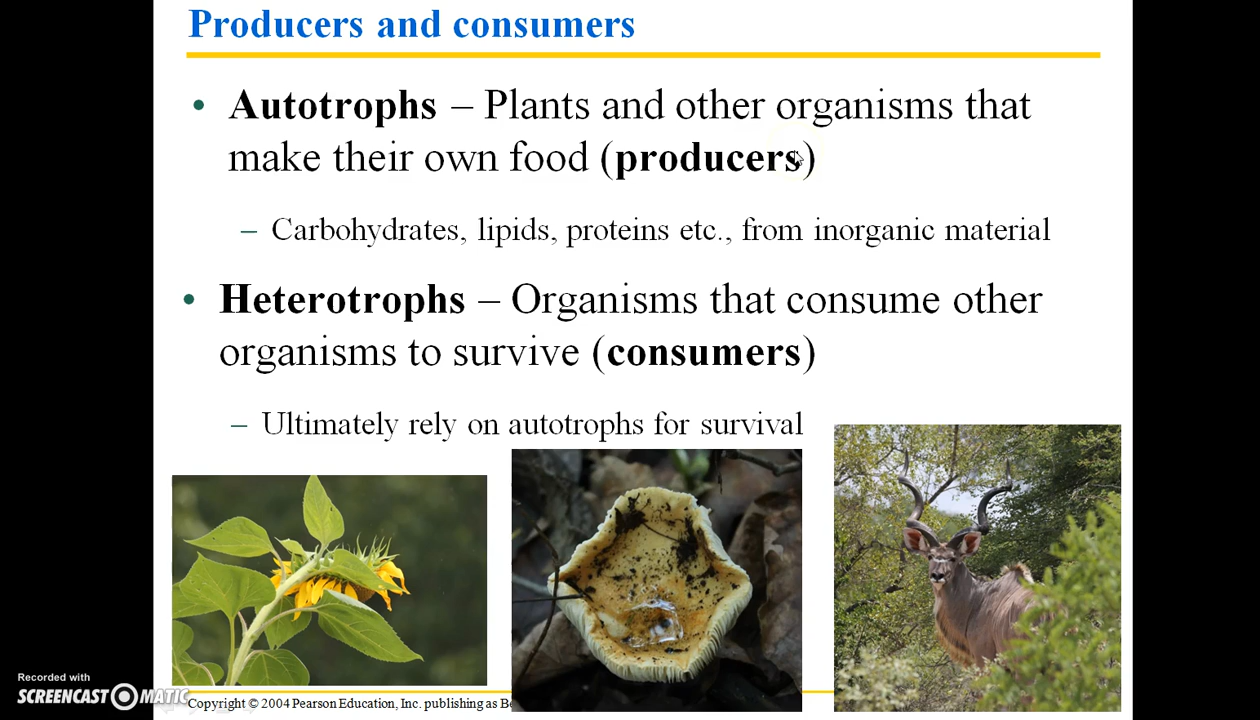 Producers and consumers
• Autotrophs – Plants and other organisms that
make their own food (producers)
– Carbohydrates, lipids, proteins etc., from inorganic material
• Heterotrophs – Organisms that consume other
organisms to survive (consumers)
– Ultimately rely on autotrophs for survival
Recorded with
SCREENCAST MATIC
Copyright © 2004 Pearson Education, Inc. publishing as